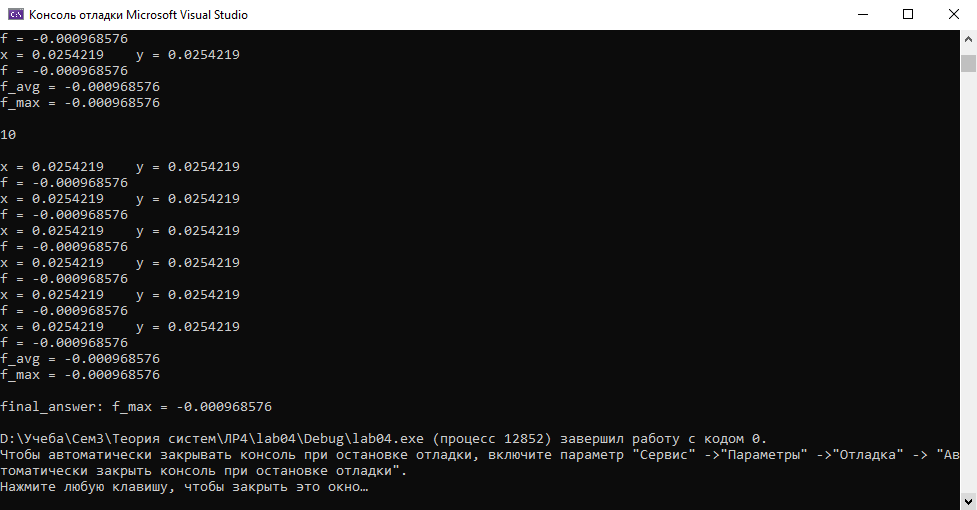 Консоль отладки Microsoft Visual Studio
f = -0.000968576
x = 0.0254219    y = 0.0254219
f = -0.000968576
f_avg = -0.000968576
f_max = -0.000968576
10
x = 0.0254219    y = 0.0254219
f = -0.000968576
x = 0.0254219    y = 0.0254219
f = -0.000968576
x = 0.0254219    y = 0.0254219
f = -0.000968576
x = 0.0254219    y = 0.0254219
f = -0.000968576
x = 0.0254219    y = 0.0254219
f = -0.000968576
x = 0.0254219    y = 0.0254219
f = -0.000968576
f_avg = -0.000968576
f_max = -0.000968576
final_answer: f_max = -0.000968576
D:\Учеба\Сем3\Теория систем\ЛР4\lab04\Debug\lab04.exe (процесс 12852) завершил работу с кодом 0.
Чтобы автоматически закрывать консоль при остановке отладки, включите параметр "Сервис" ->"Параметры" ->"Отладка" -> "Ав
томатически закрыть консоль при остановке отладки".
Нажмите любую клавишу, чтобы закрыть это окно…